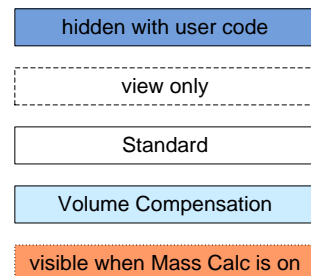 hidden with user code
view only
Standard
Volume Compensation
visible when Mass Calc is on